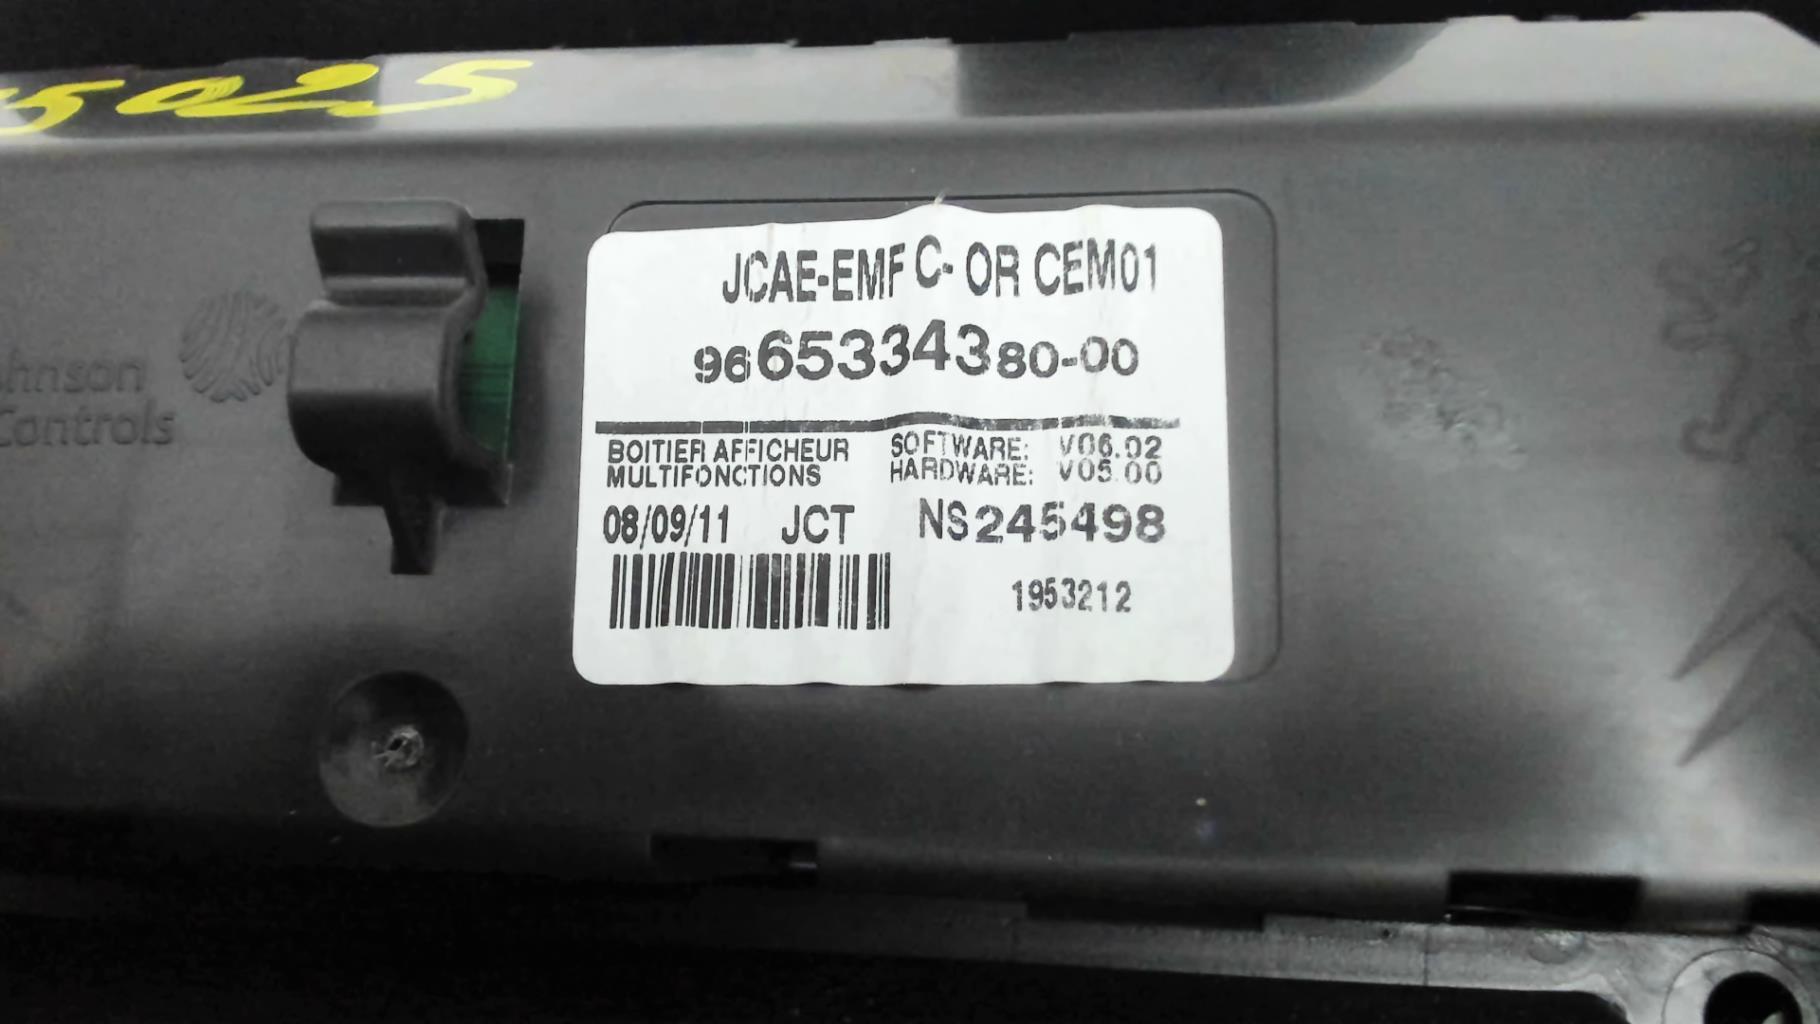 5025
Johnson
Controls
JCAE-EMF C- OR CEM01
9665334380-00
BOITIER AFFICHEUR SOFTWARE: V06.02
MULTIFONCTIONS HARDWARE: V05.00
08/09/11 JCT NS245498
1953212